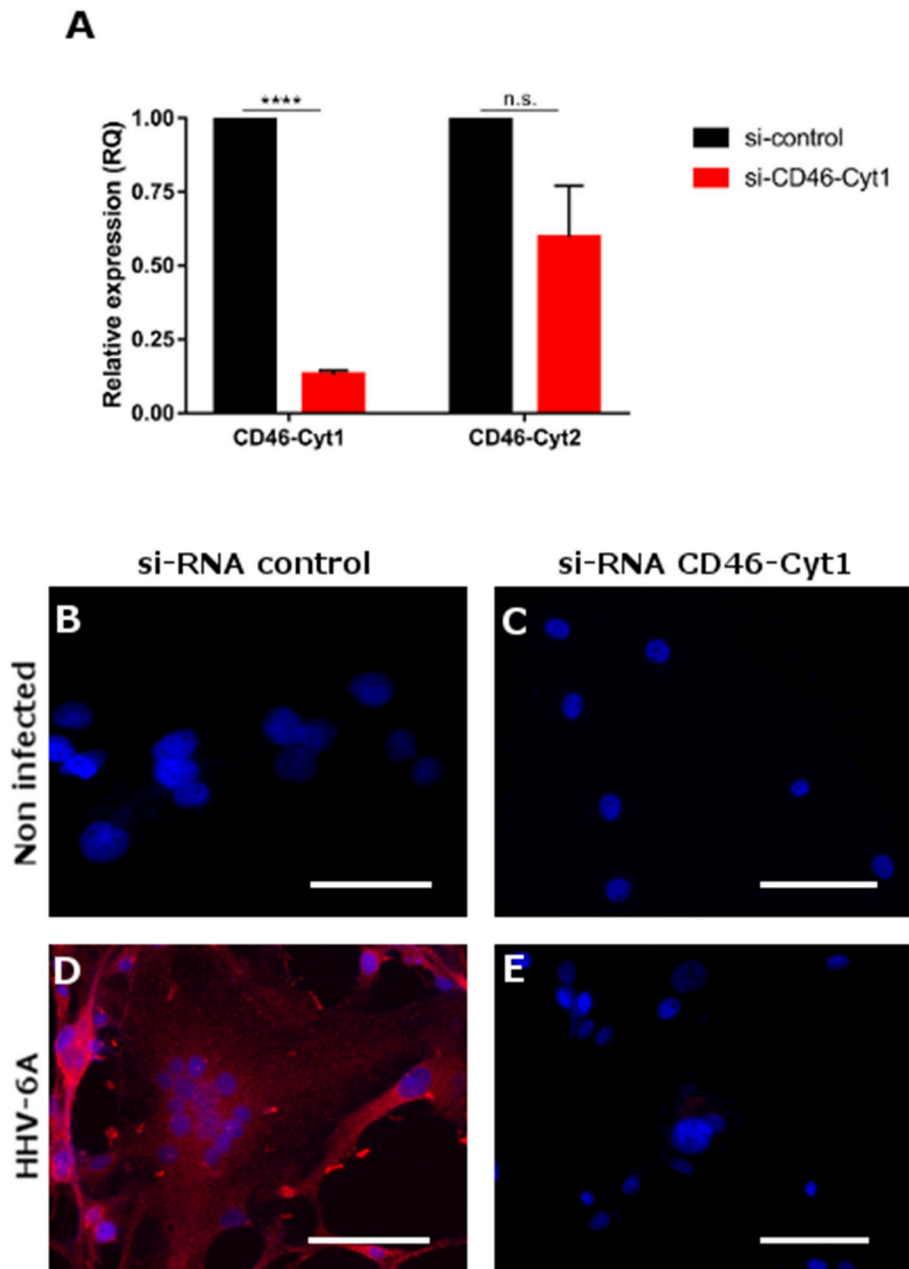 A
**** n.s.
1.00
0.75
0.50
0.25
0.00
Relative expression (RQ)
CD46-Cyt1 CD46-Cyt2
si-control
si-CD46-Cyt1
si-RNA control si-RNA CD46-Cyt1
Non infected
B C
HHV-6A
D E